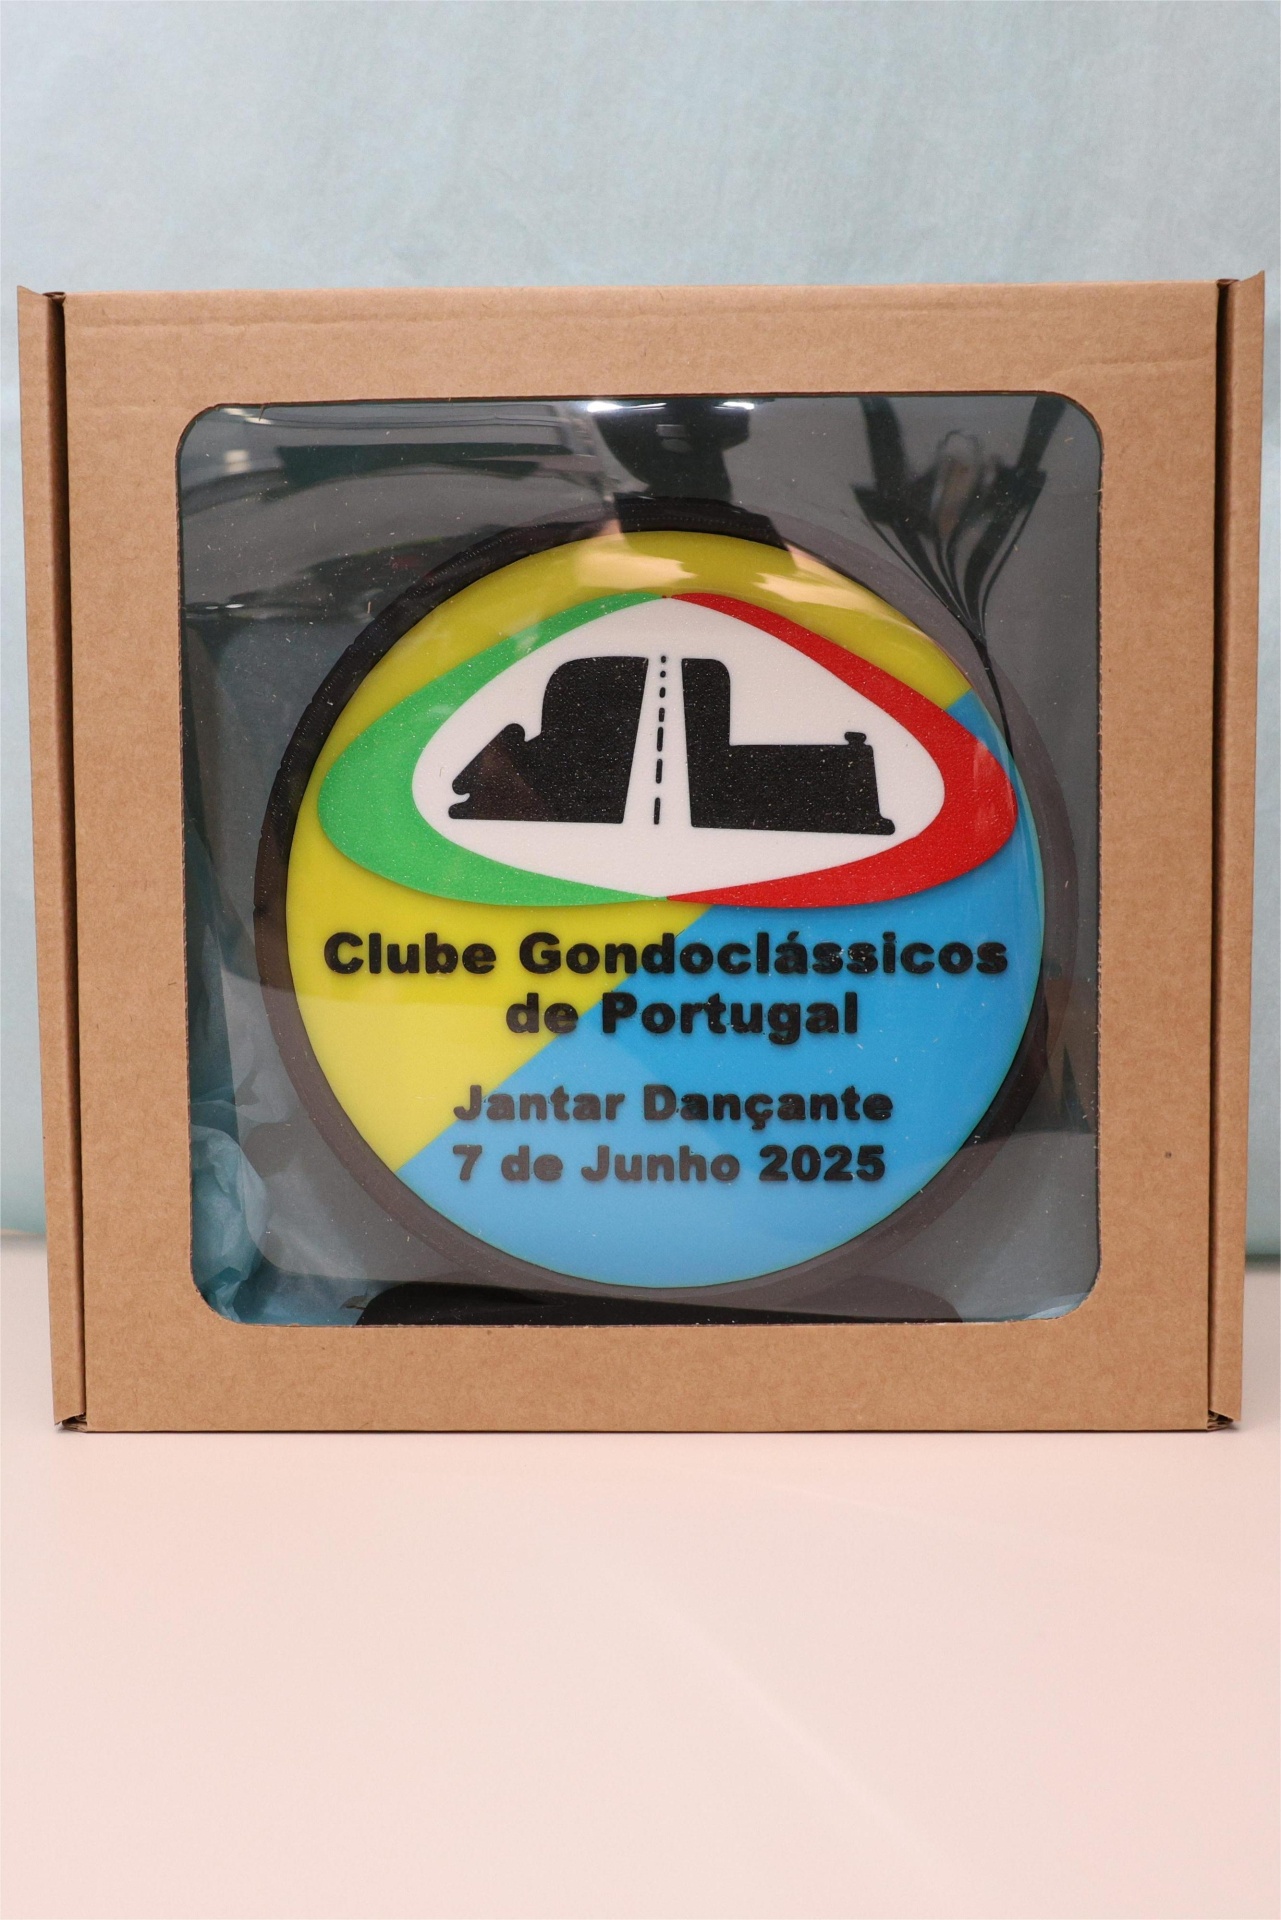 Clube Gondoclássicos
de Portugal
Jantar Dançante
7 de Junho 2025